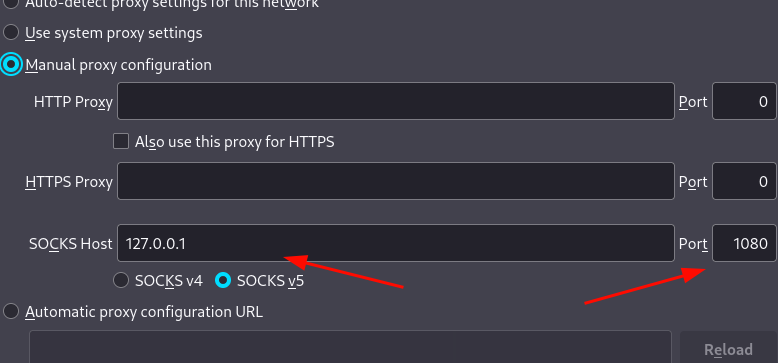 Auto-detect proxy settings for this network
Use system proxy settings
Manual proxy configuration
HTTP Proxy Port 0
Also use this proxy for HTTPS
HTTPS Proxy Port 0
SOCKS Host 127.0.0.1 Port 1080
SOCKS v4 SOCKS v5
Automatic proxy configuration URL
Reload